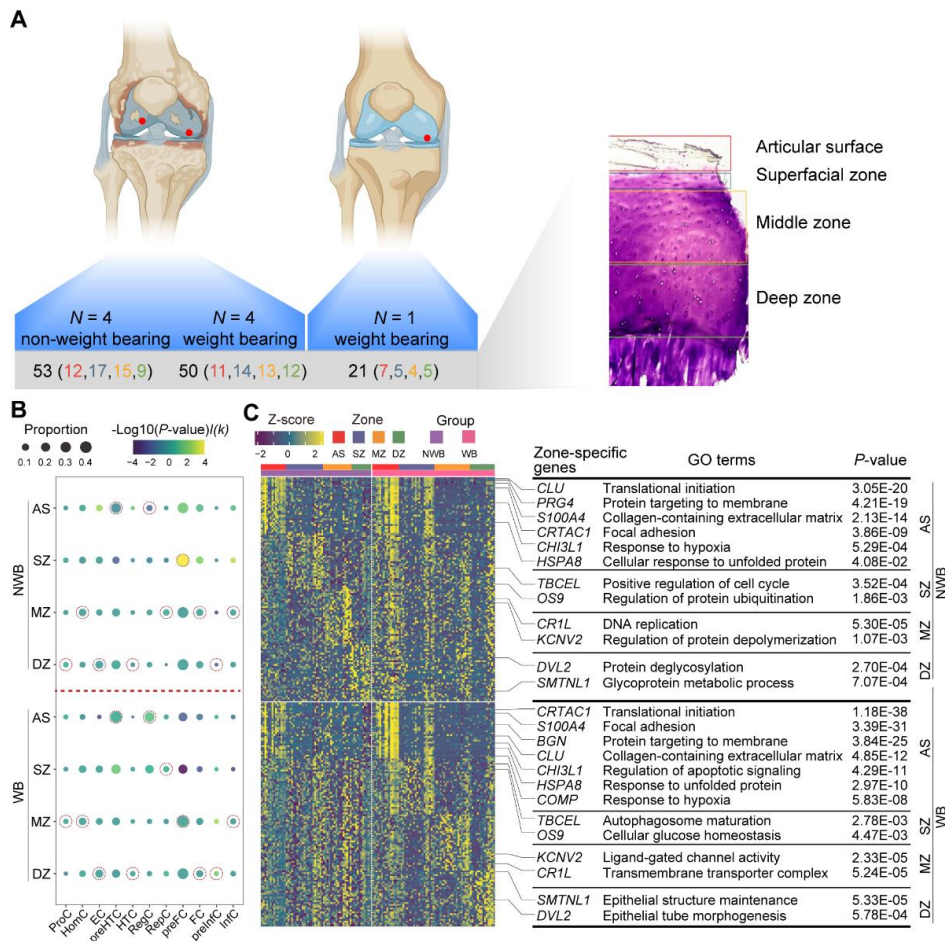 A
Articular surface
Superfacial zone
Middle zone
Deep zone
N = 4
non-weight bearing
N = 4
weight bearing
N = 1
weight bearing
53 (12,17,15,9)
50 (11,14,13,12)
21 (7,5,4,5)
B
Proportion
0.1 0.2 0.3 0.4
-Log10(P-value)I(k)
-4 -2 0 2 4
NWB
AS
SZ
MZ
DZ
WB
AS
SZ
MZ
DZ
ProC
HomC
EC
preHTC
HTC
RegC
RepC
preFC
FC
preInfC
InfC
C
Z-score
-2 0 2
Zone
AS SZ MZ DZ
Group
NWB WB
Zone-specific genes GO terms P-value
CLU Translational initiation 3.05E-20
PRG4 Protein targeting to membrane 4.21E-19
S100A4 Collagen-containing extracellular matrix 2.13E-14
CRTAC1 Focal adhesion 3.86E-09
CHI3L1 Response to hypoxia 5.29E-04
HSPA8 Cellular response to unfolded protein 4.08E-02
AS
TBCEL Positive regulation of cell cycle 3.52E-04
OS9 Regulation of protein ubiquitination 1.86E-03
SZ
CR1L DNA replication 5.30E-05
KCNV2 Regulation of protein depolymerization 1.07E-03
MZ
DVL2 Protein deglycosylation 2.70E-04
SMTNL1 Glycoprotein metabolic process 7.07E-04
DZ
NWB
CRTAC1 Translational initiation 1.18E-38
S100A4 Focal adhesion 3.39E-31
BGN Protein targeting to membrane 3.84E-25
CLU Collagen-containing extracellular matrix 4.85E-12
CHI3L1 Regulation of apoptotic signaling 4.29E-11
HSPA8 Response to unfolded protein 2.97E-10
COMP Response to hypoxia 5.83E-08
AS
TBCEL Autophagosome maturation 2.78E-03
OS9 Cellular glucose homeostasis 4.47E-03
SZ
KCNV2 Ligand-gated channel activity 2.33E-05
CR1L Transmembrane transporter complex 5.24E-05
MZ
SMTNL1 Epithelial structure maintenance 5.33E-05
DVL2 Epithelial tube morphogenesis 5.78E-04
DZ
WB